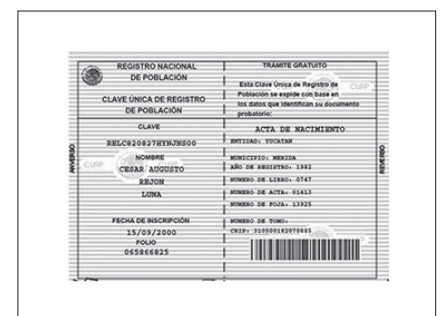 REGISTRO NACIONAL
DE POBLACIÓN
CLAVE ÚNICA DE REGISTRO
DE POBLACIÓN
ANVERSO
CLAVE
RELC820827HYNJNS00
NOMBRE
CESAR AUGUSTO
REJON
LUNA
FECHA DE INSCRIPCIÓN
15/09/2000
FOLIO
065866825
TRÁMITE GRATUITO
Esta Clave Única de Registro de
Población se expide con base en
los datos que identifican su documento
probatorio:
ACTA DE NACIMIENTO
ENTIDAD: YUCATAN
MUNICIPIO: MERIDA
AÑO DE REGISTRO: 1982
NUMERO DE LIBRO: 0747
NUMERO DE ACTA: 01413
NUMERO DE FOJA: 13925
NUMERO DE TOMO:
CRIP: 310500182070885
REVERSO
CURP
CURP